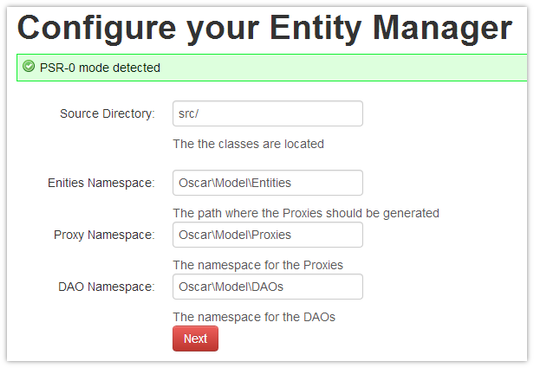 Configure your Entity Manager
PSR-0 mode detected
Source Directory: src/
The the classes are located
Enities Namespace: Oscar\Model\Entities
The path where the Proxies should be generated
Proxy Namespace: Oscar\Model\Proxies
The namespace for the Proxies
DAO Namespace: Oscar\Model\DAOs
The namespace for the DAOs
Next